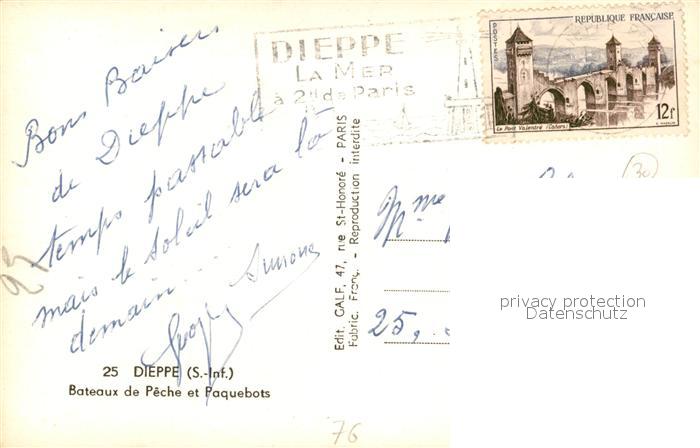 Bons Baisers
de Dieppe
temps passable
mais le soleil sera là
demain...
25 DIEPPE (S.-Inf.)
Bateaux de Pêche et Paquebots
76
Edit. GALF, 47, rue St-Honoré - PARIS
Fabric. Franç. - Reproduction interdite
DIEPPE
LA MER
à 2h de Paris
REPUBLIQUE FRANÇAISE
POSTES
12f
Le Pont Valentré (Cahors)
30
Mme
25,
privacy protection
Datenschutz